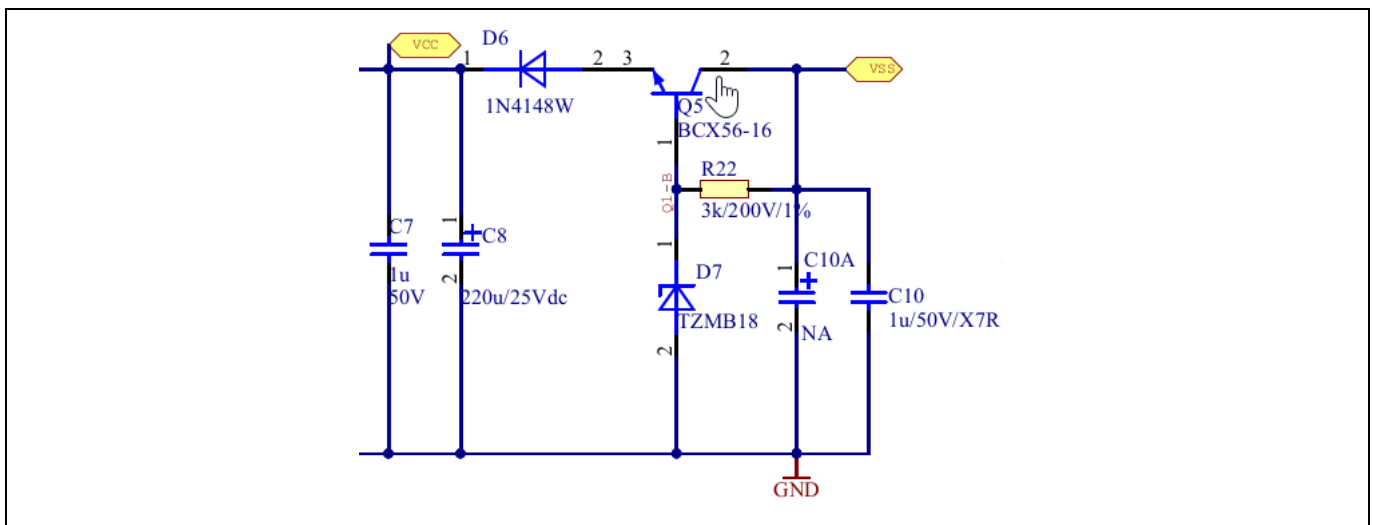 VCC
D6
1
2
3
2
VSS
1N4148W
Q5
BCX56-16
1
R22
Q1-B
3k/200V/1%
C7
1
C8
1
D7
C10A
1
1u
50V
2
220u/25Vdc
TZMB18
C10
1u/50V/X7R
2
NA
2
GND